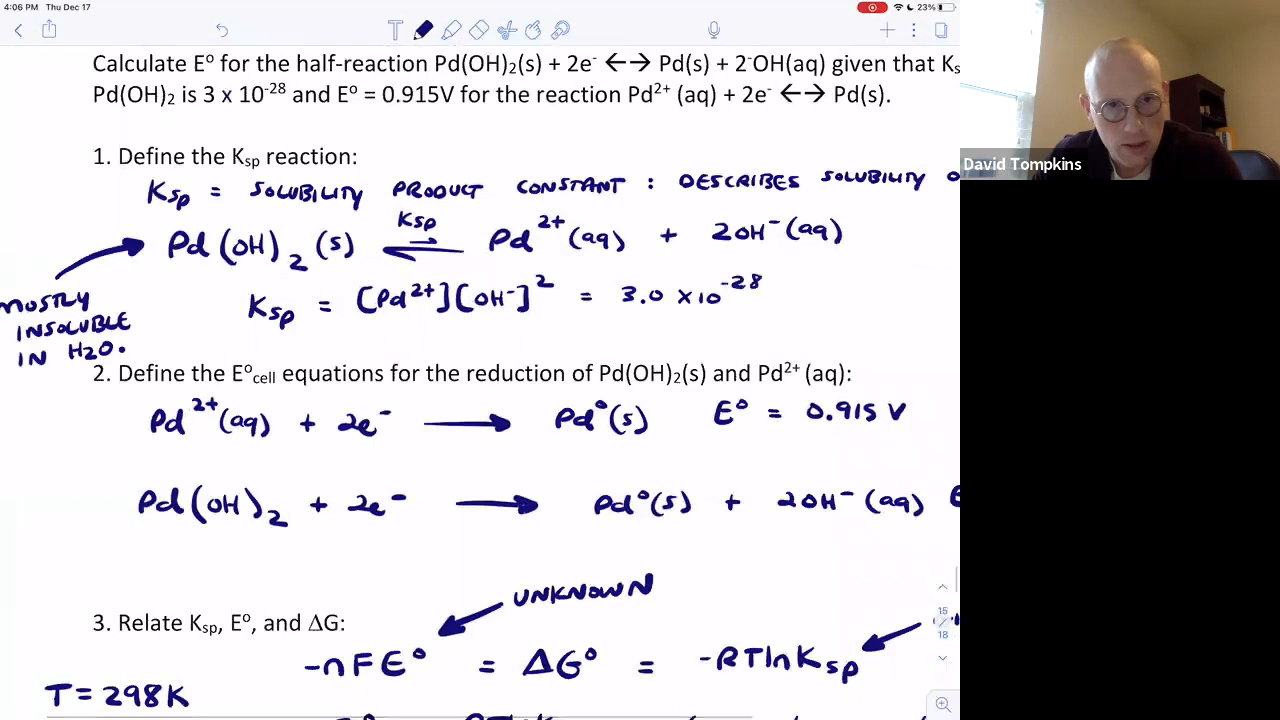 4:06 PM Thu Dec 17
23%
Calculate E° for the half-reaction Pd(OH)₂(s) + 2e⁻ ←→ Pd(s) + 2⁻OH(aq) given that Ks
Pd(OH)₂ is 3 x 10⁻²⁸ and E° = 0.915V for the reaction Pd²⁺ (aq) + 2e⁻ ←→ Pd(s).
David Tompkins
1. Define the Ksp reaction:
Ksp = SOLUBILITY PRODUCT CONSTANT : DESCRIBES SOLUBILITY O
Ksp
Pd(OH)₂(s) ⇌ Pd²⁺(aq) + 2OH⁻(aq)
MOSTLY
INSOLUBLE
IN H2O.
Ksp = [Pd²⁺][OH⁻]² = 3.0 x 10⁻²⁸
2. Define the E°cell equations for the reduction of Pd(OH)₂(s) and Pd²⁺ (aq):
Pd²⁺(aq) + 2e⁻ → Pd°(s) E° = 0.915 V
Pd(OH)₂ + 2e⁻ → Pd°(s) + 2OH⁻(aq)
UNKNOWN
3. Relate Ksp, E°, and ΔG:
-nFE° = ΔG° = -RTlnKsp
T = 298K
15
18